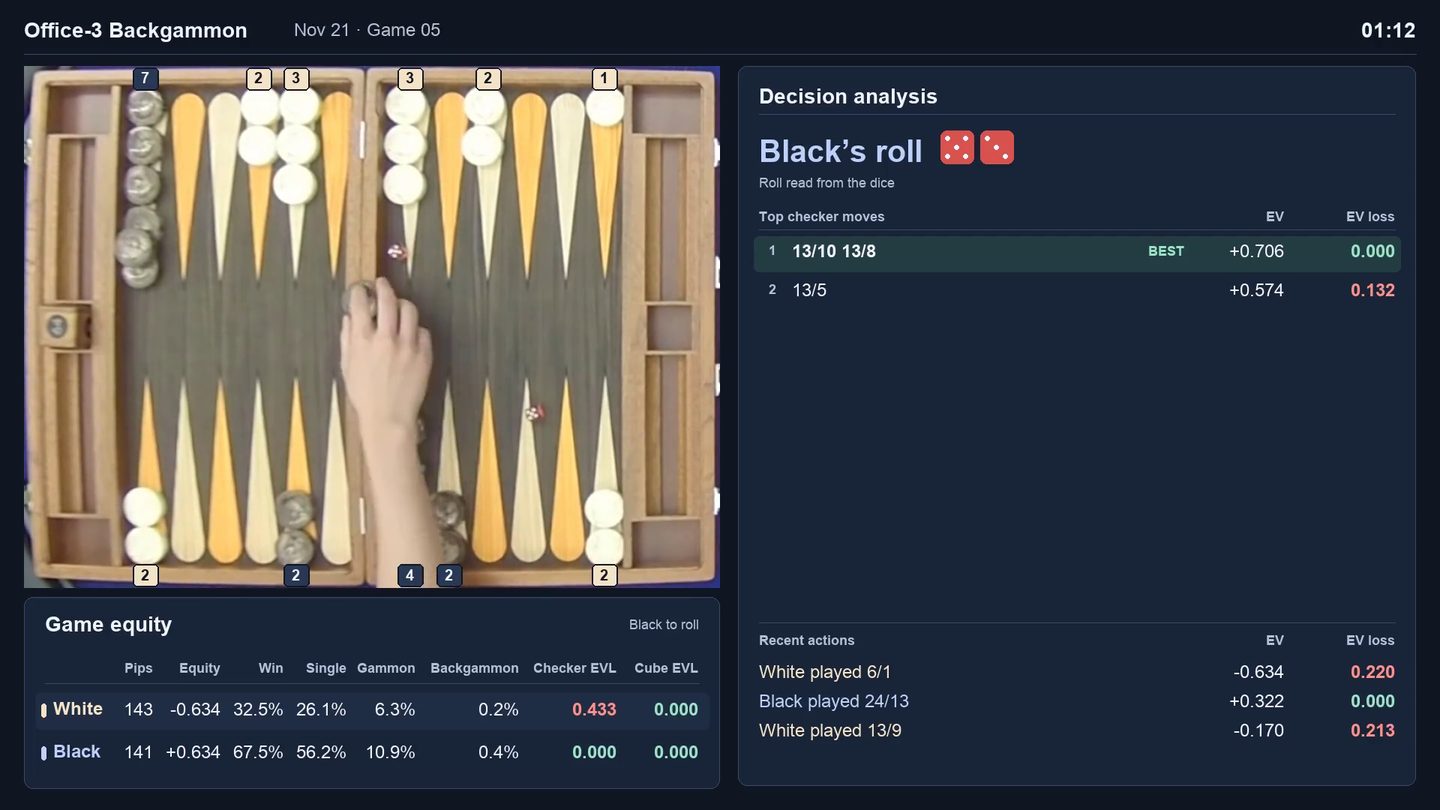 Office-3 Backgammon
Nov 21 · Game 05
01:12
7
2
3
3
2
1
2
2
4
2
2
Decision analysis
Black’s roll
Roll read from the dice
Top checker moves EV EV loss
1 13/10 13/8 BEST +0.706 0.000
2 13/5 +0.574 0.132
Game equity
Black to roll
Pips Equity Win Single Gammon Backgammon Checker EVL Cube EVL
White 143 -0.634 32.5% 26.1% 6.3% 0.2% 0.433 0.000
Black 141 +0.634 67.5% 56.2% 10.9% 0.4% 0.000 0.000
Recent actions EV EV loss
White played 6/1 -0.634 0.220
Black played 24/13 +0.322 0.000
White played 13/9 -0.170 0.213